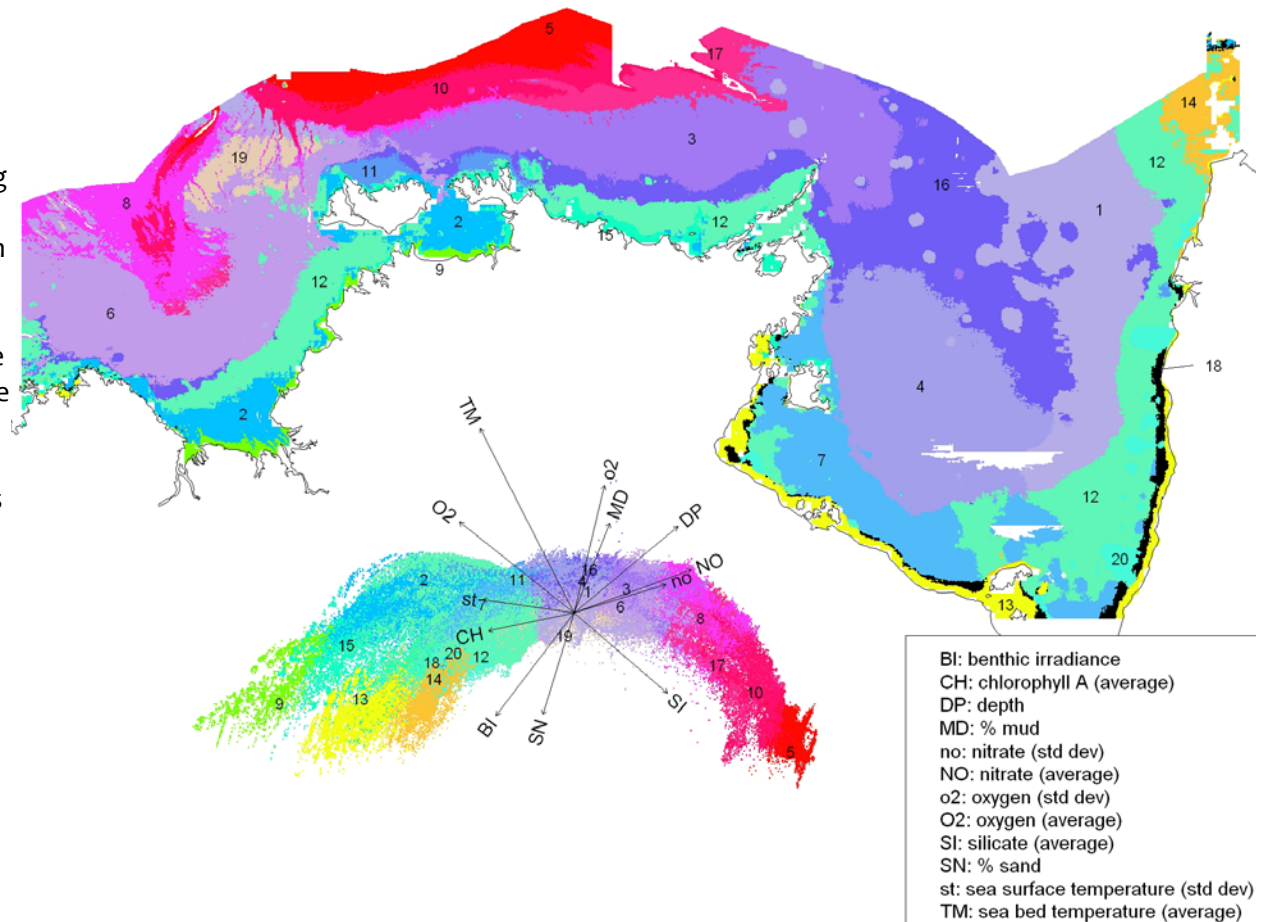 5
17
10
14
g
3
12
19
11
16
8
1
n
2
12
15
9
12
6
e
18
e
4
2
TM
7
o2
12
s
MD
O2
DP
20
NO
16
11
2
no
4
3
1
13
st
7
6
8
CH
19
15
20
12
17
18
14
10
SI
13
9
BI
SN
5
BI: benthic irradiance
CH: chlorophyll A (average)
DP: depth
MD: % mud
no: nitrate (std dev)
NO: nitrate (average)
o2: oxygen (std dev)
O2: oxygen (average)
SI: silicate (average)
SN: % sand
st: sea surface temperature (std dev)
TM: sea bed temperature (average)